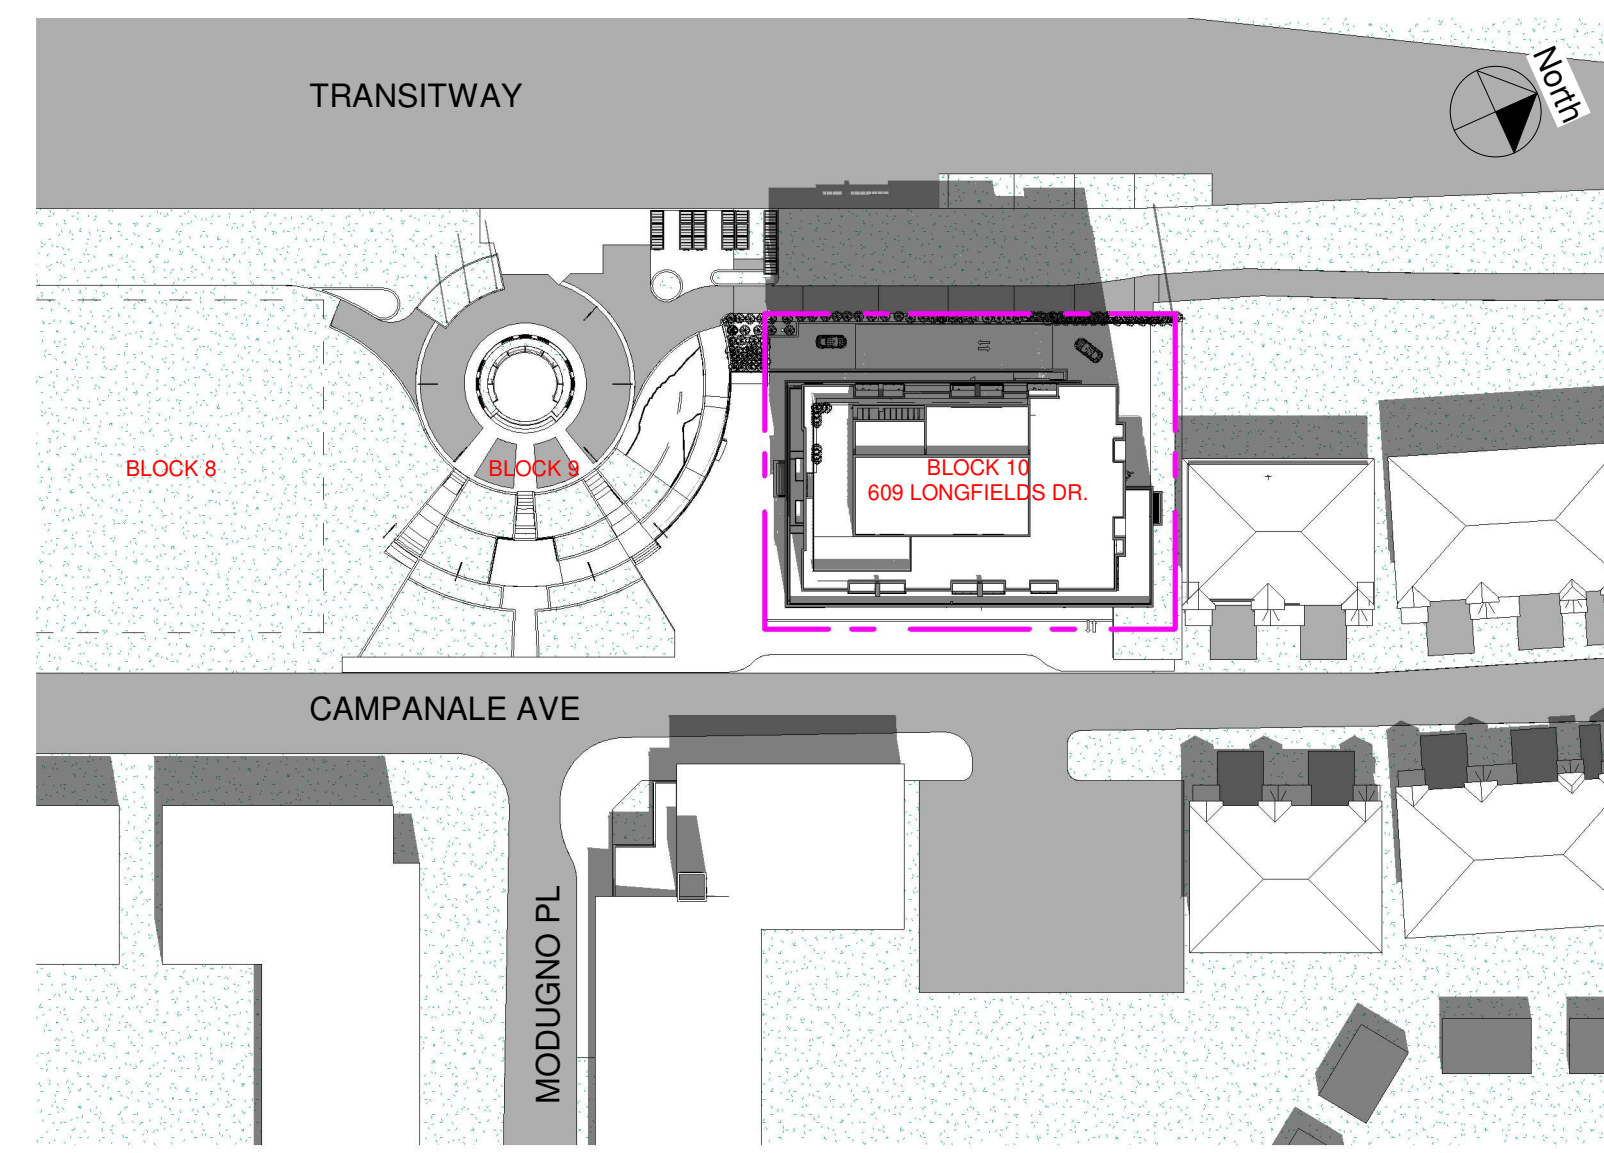 TRANSITWAY
North
BLOCK 8
BLOCK 9
BLOCK 10
609 LONGFIELDS DR.
CAMPANALE AVE
MODUGNO PL